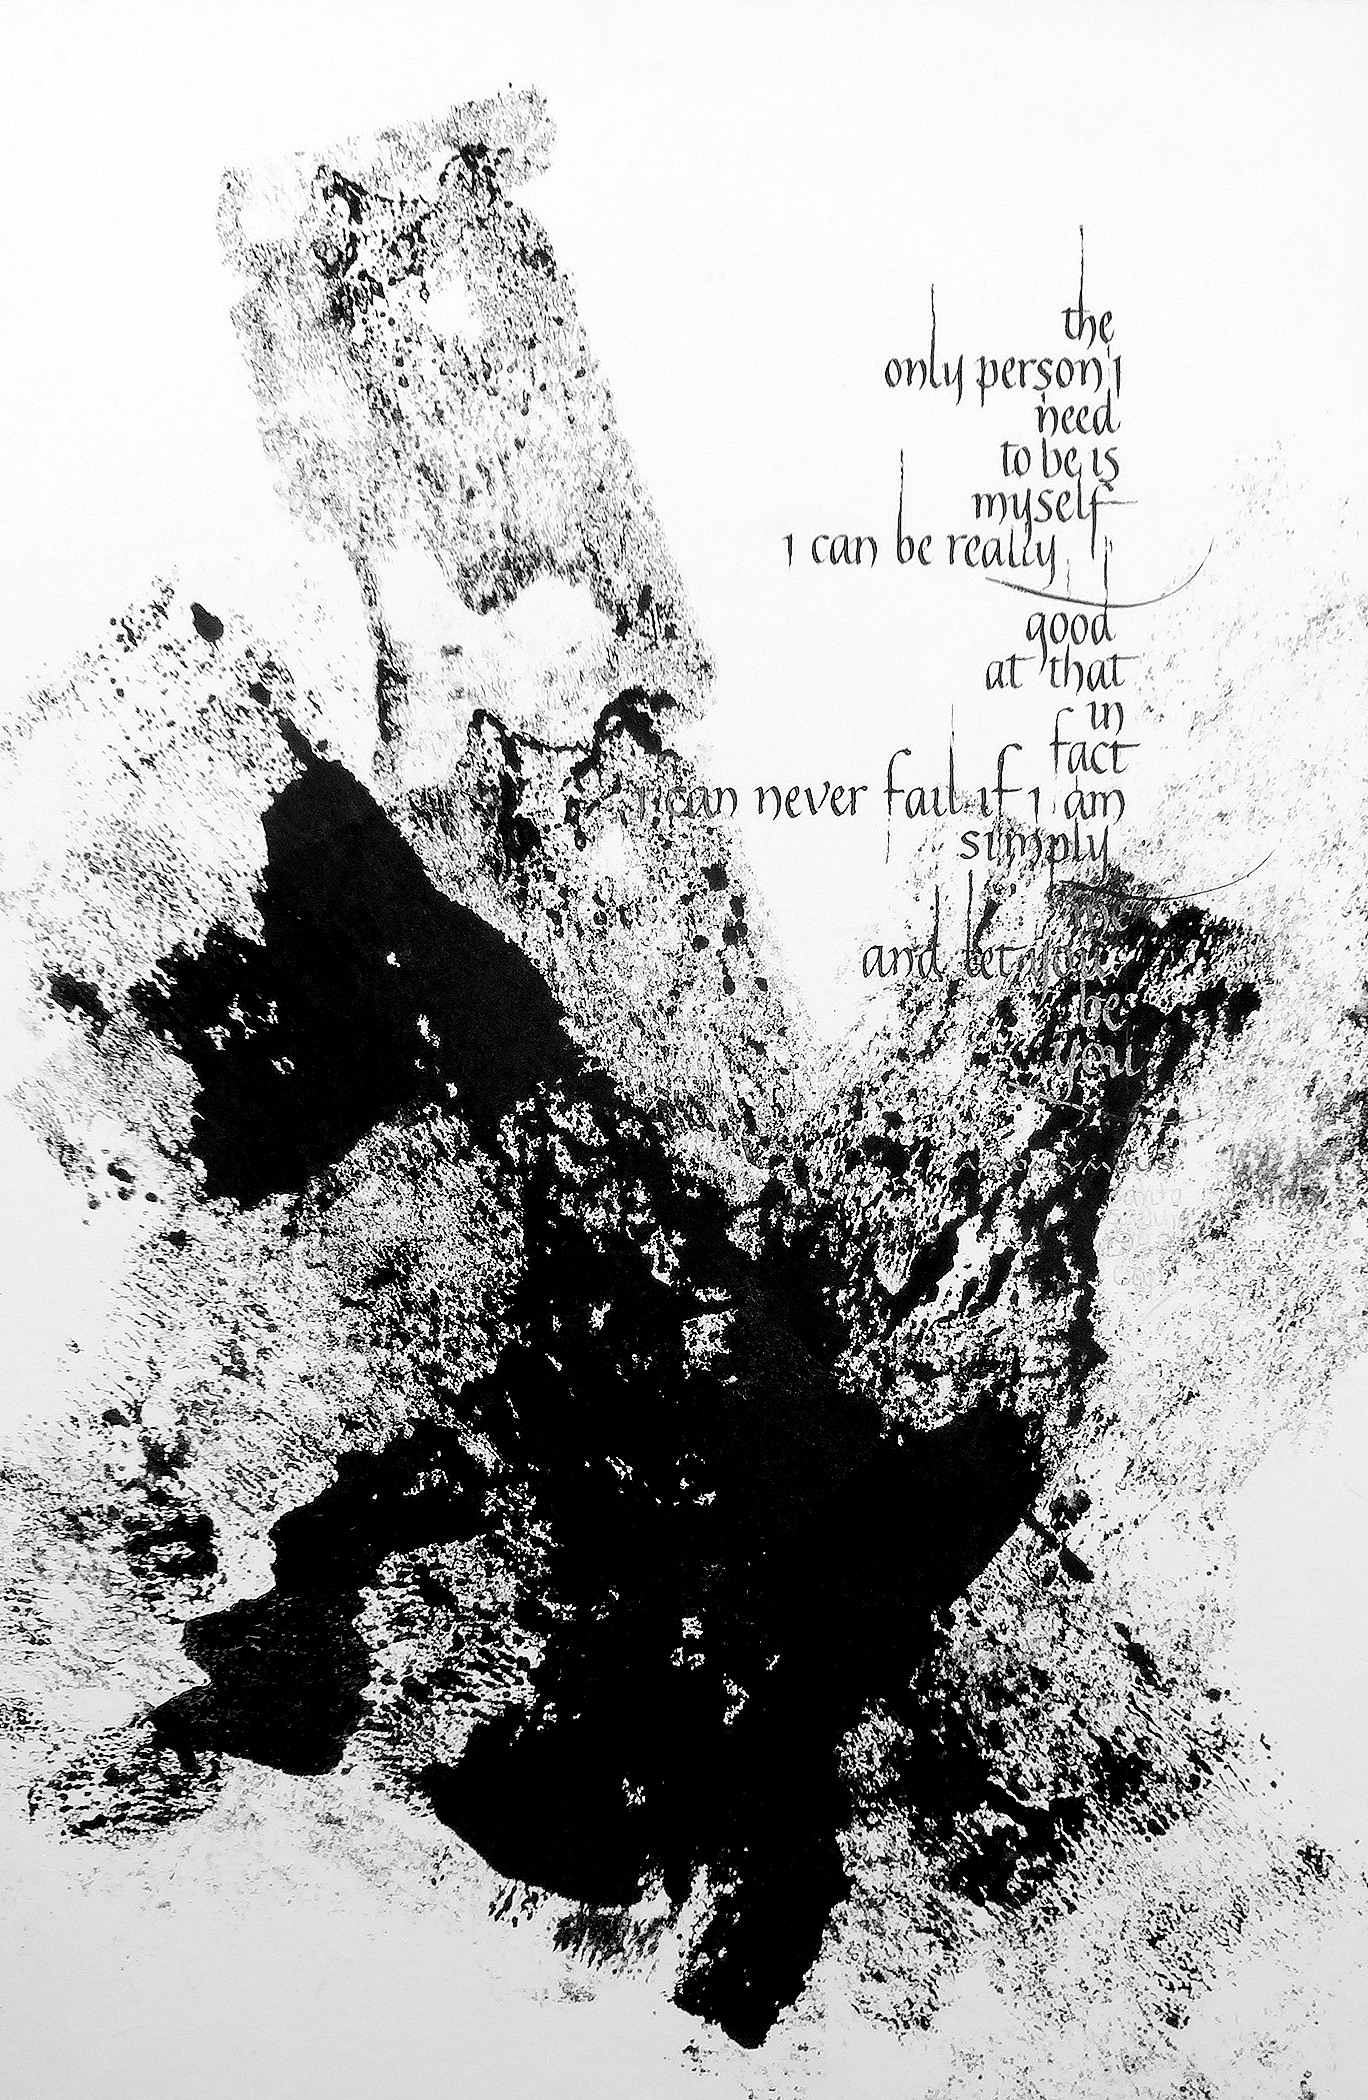 the
only person i
need
to be is
myself
i can be really
good
at that
in
fact
i can never fail if i am
simply
me
and let you
be
you
anonymous